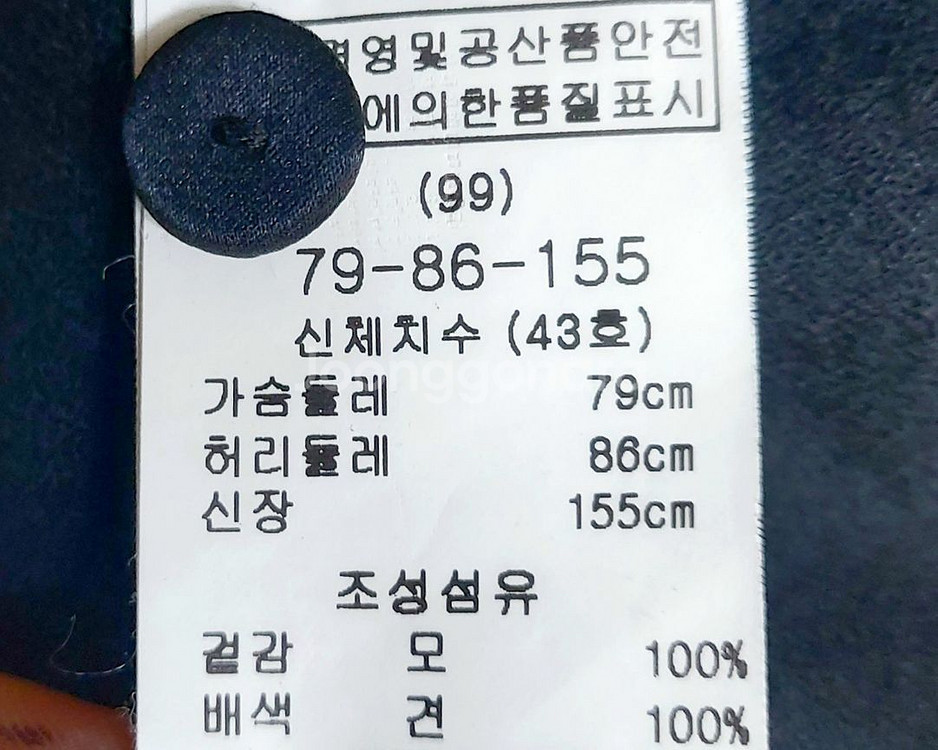 영및공산품안전
에의한품질표시
(99)
79-86-155
신체치수 (43호)
가슴둘레 79cm
허리둘레 86cm
신장 155cm
조성섬유
겉감 모 100%
배색 견 100%